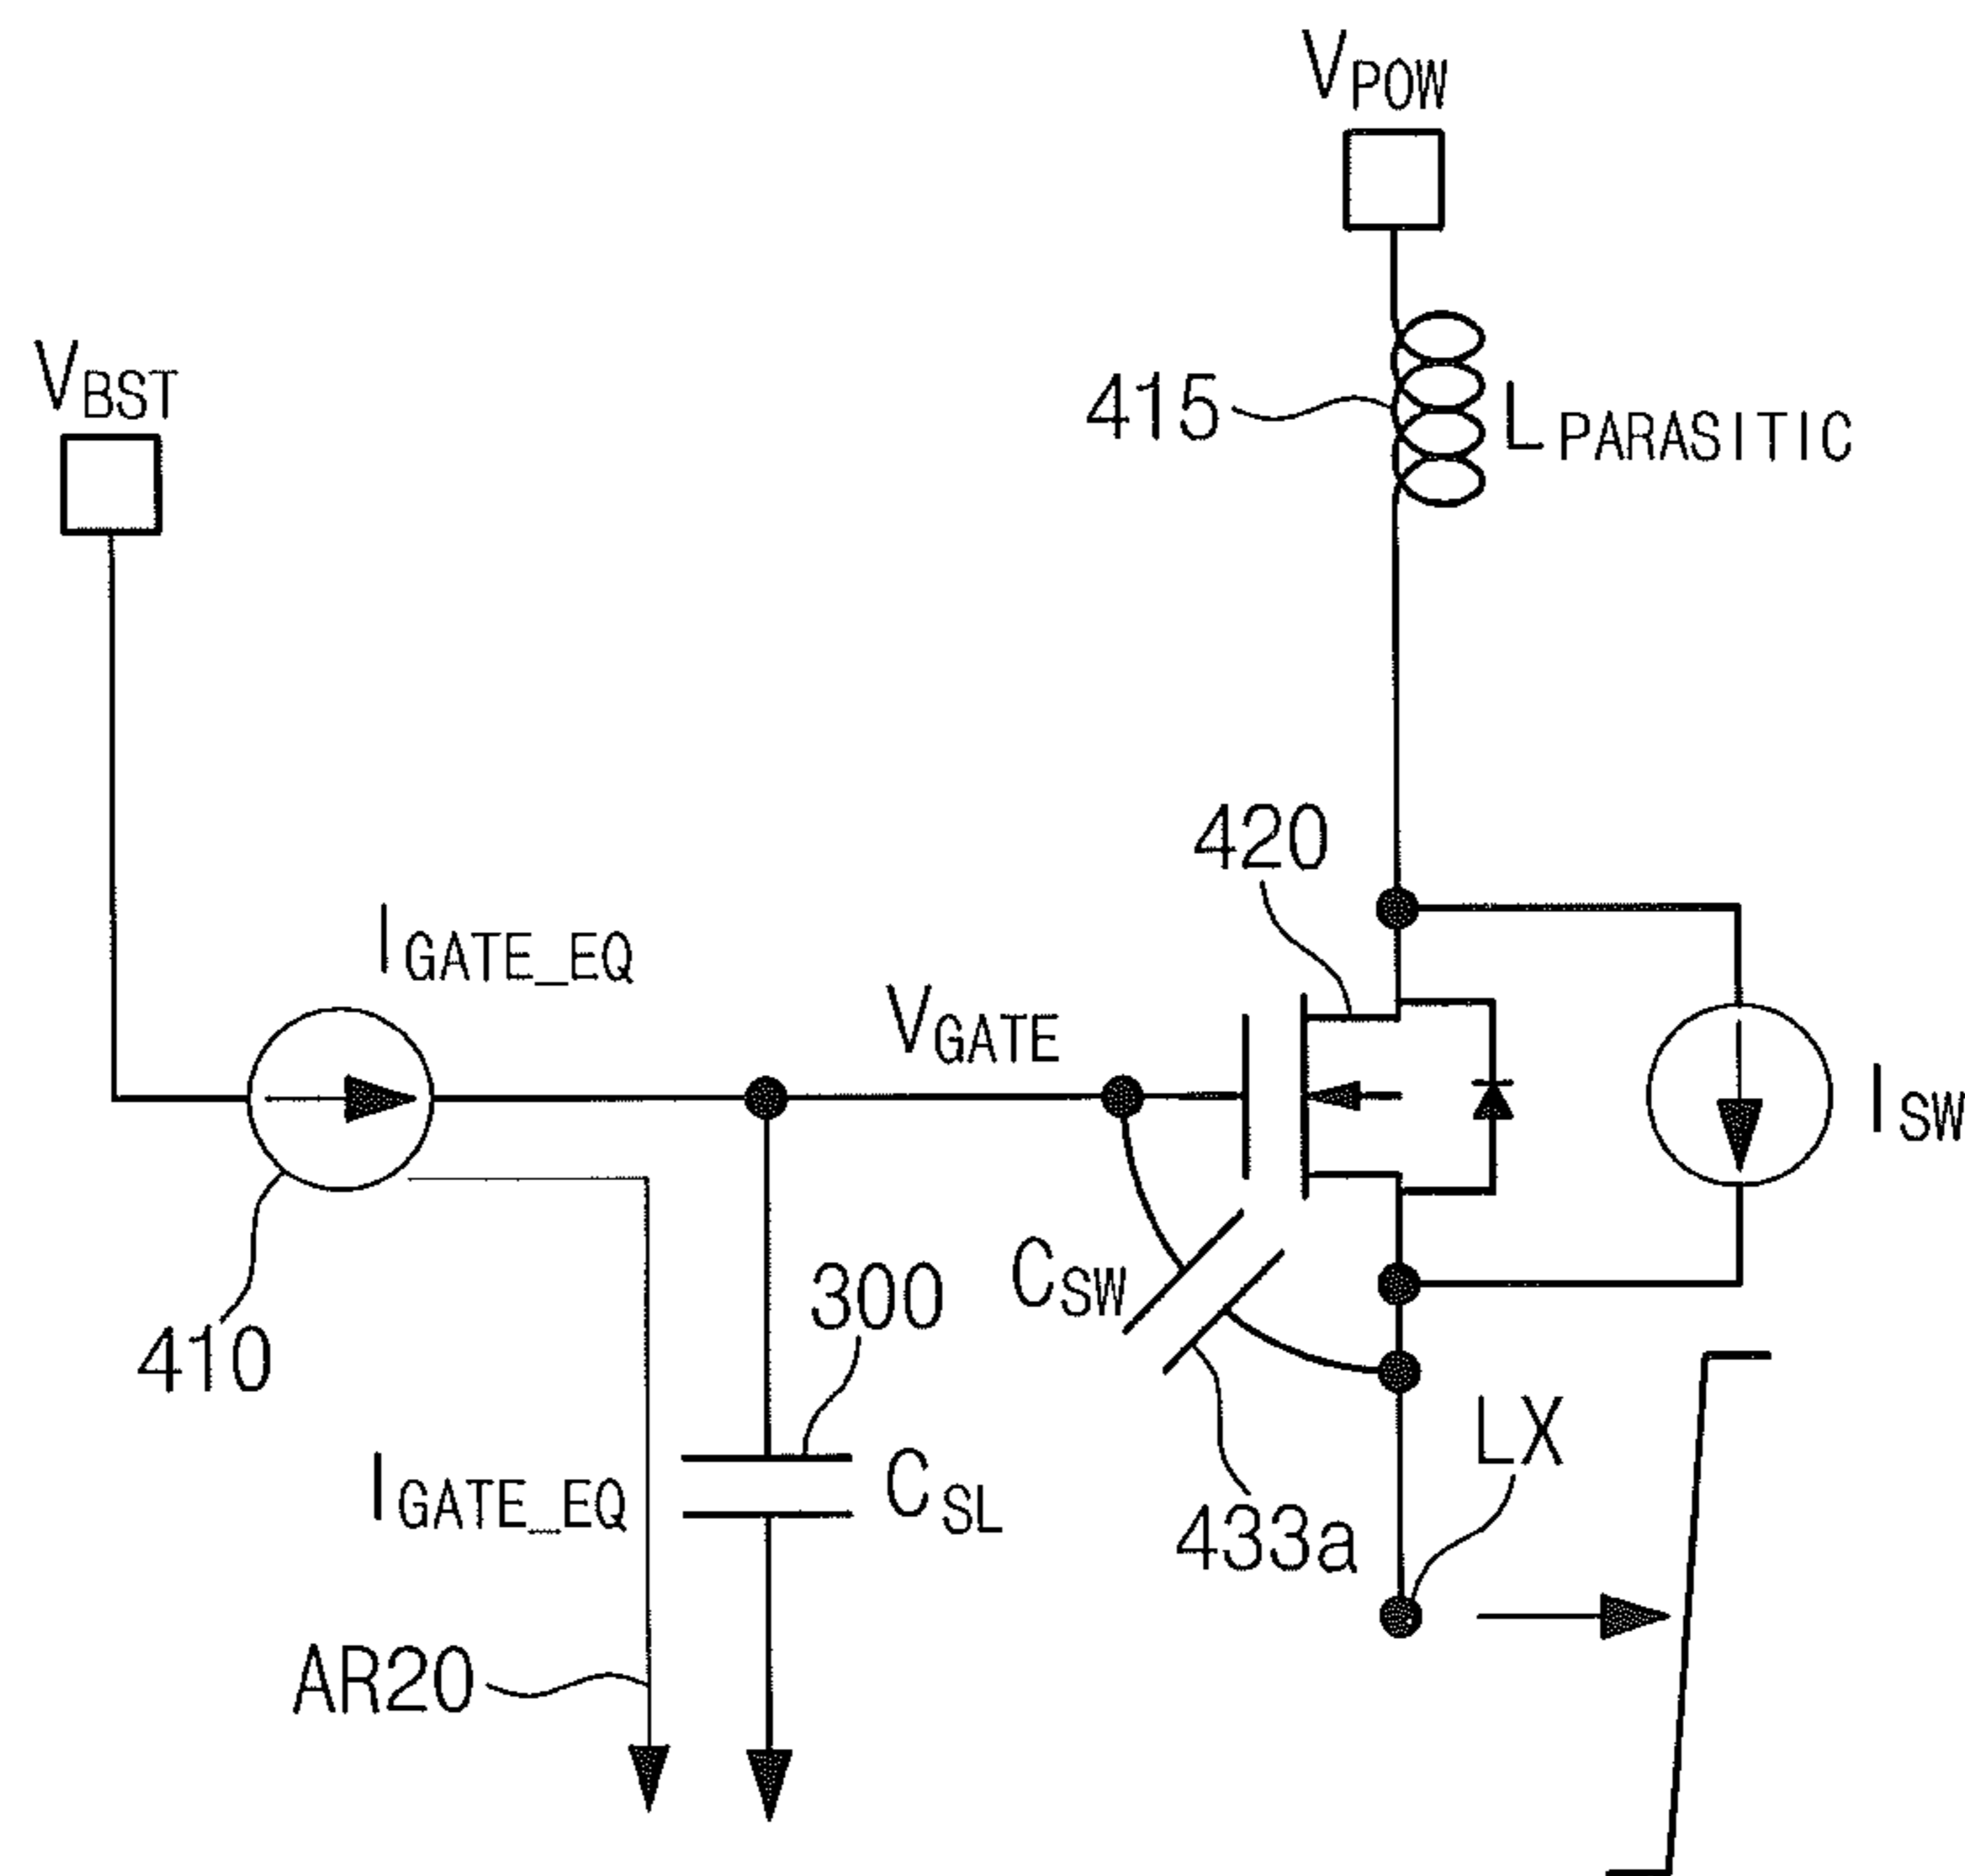 VPOW
VBST
415
LPARASITIC
420
IGATE_EQ
VGATE
ISW
CSW
300
410
LX
IGATE_EQ
CSL
433a
AR20